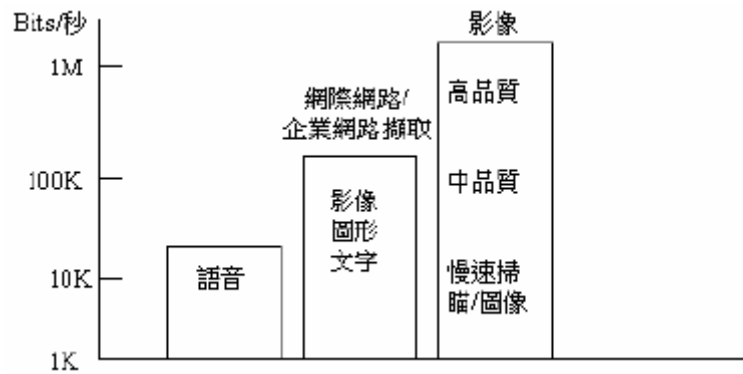 Bits/秒
1M
100K
10K
1K
語音
網際網路/
企業網路擷取
影像
圖形
文字
影像
高品質
中品質
慢速掃
瞄/圖像